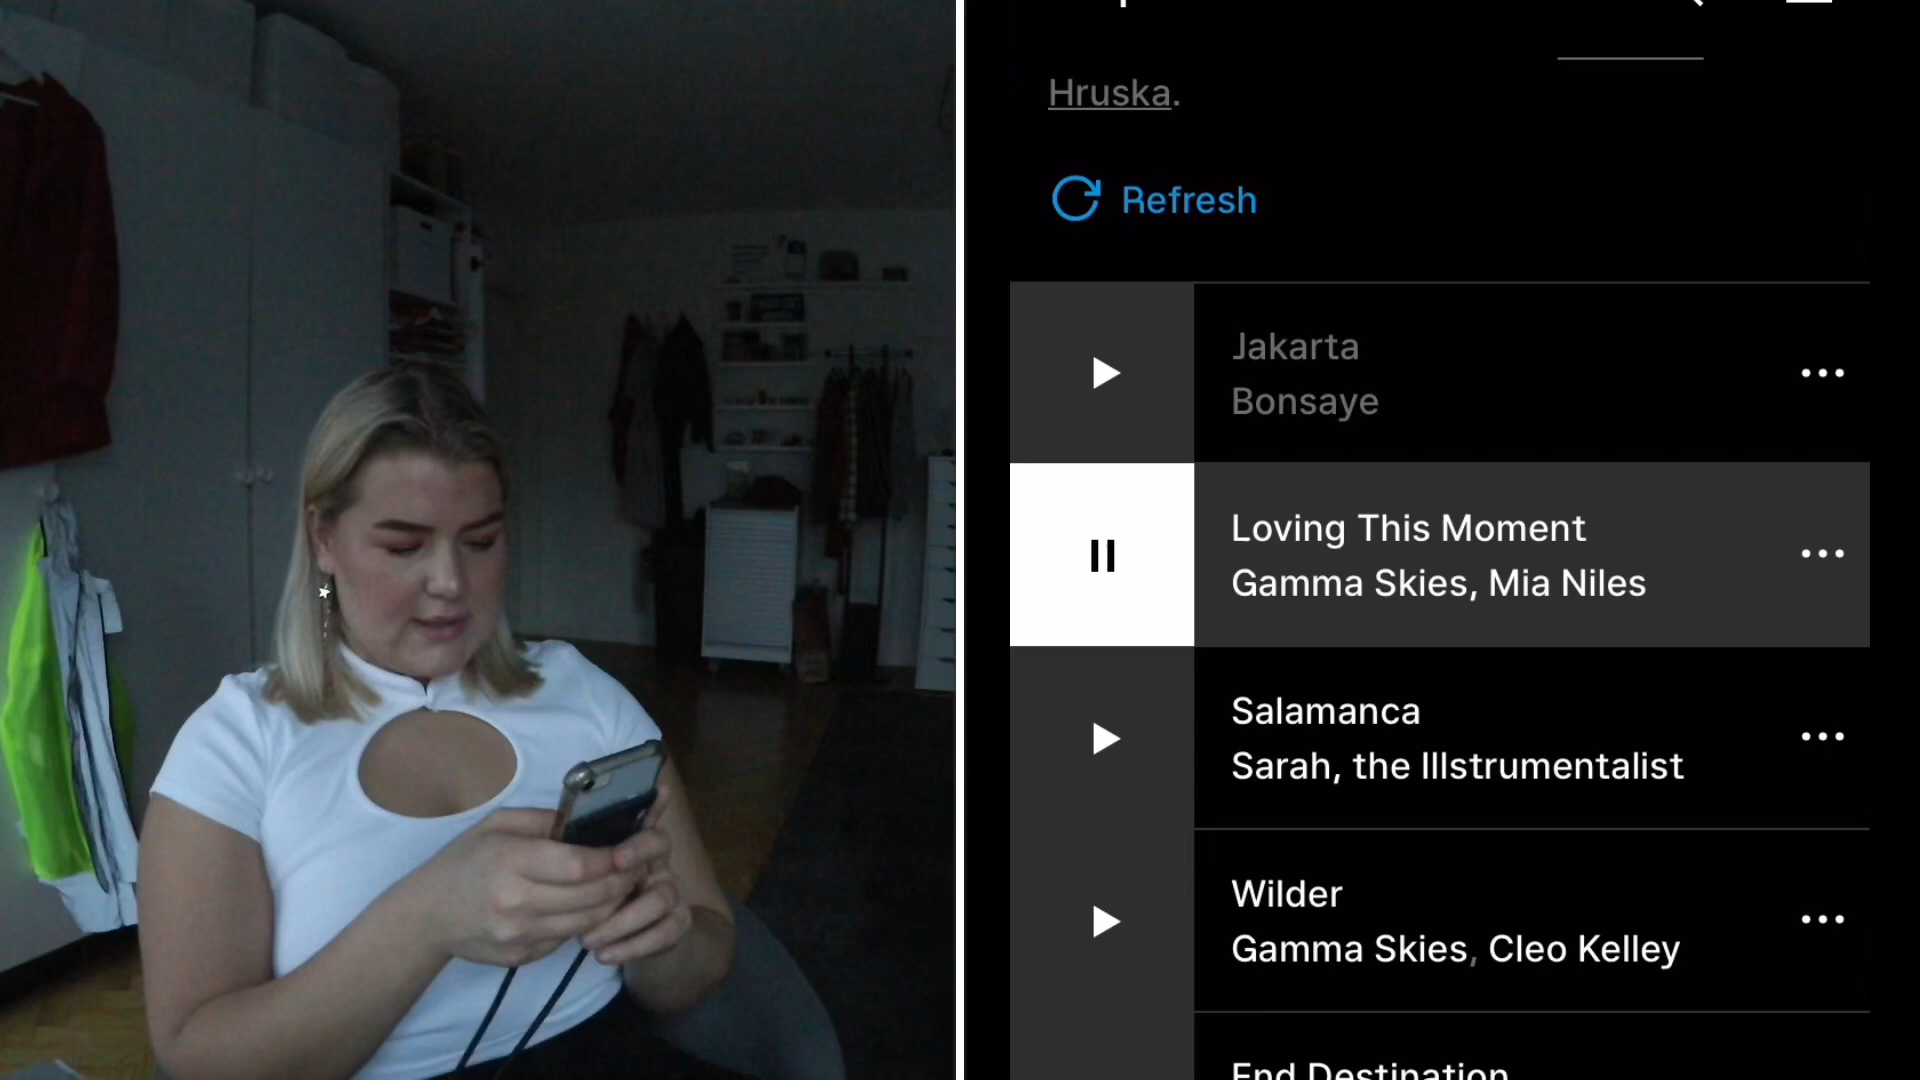 Hruska.
Refresh
Jakarta
Bonsaye
Loving This Moment
Gamma Skies, Mia Niles
Salamanca
Sarah, the Illstrumentalist
Wilder
Gamma Skies, Cleo Kelley
End Destination